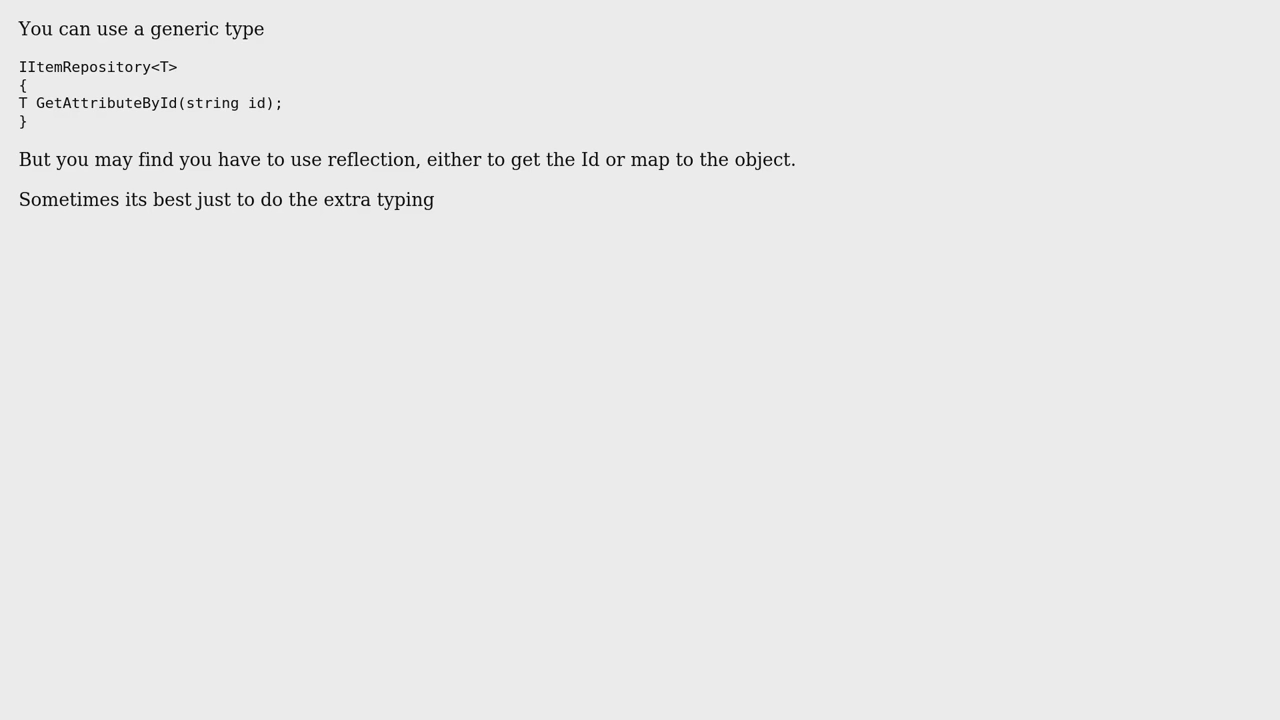 You can use a generic type
IItemRepository<T>
{
T GetAttributeById(string id);
}
But you may find you have to use reflection, either to get the Id or map to the object.
Sometimes its best just to do the extra typing